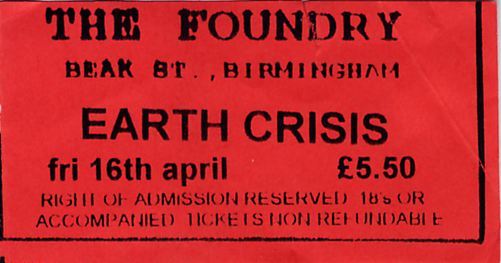 THE FOUNDRY
BEAK ST., BIRMINGHAM
EARTH CRISIS
fri 16th april £5.50
RIGHT OF ADMISSION RESERVED 18's OR
ACCOMPANIED TICKETS NON REFUNDABLE